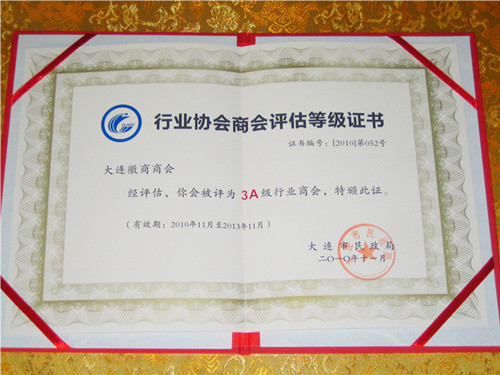 行业协会商会评估等级证书
证书编号：[2010]第052号
大连徽商商会
经评估，你会被评为 3A 级行业商会，特颁此证。
（有效期：2010年11月至2013年11月）
大连市民政局
二〇一〇年十一月